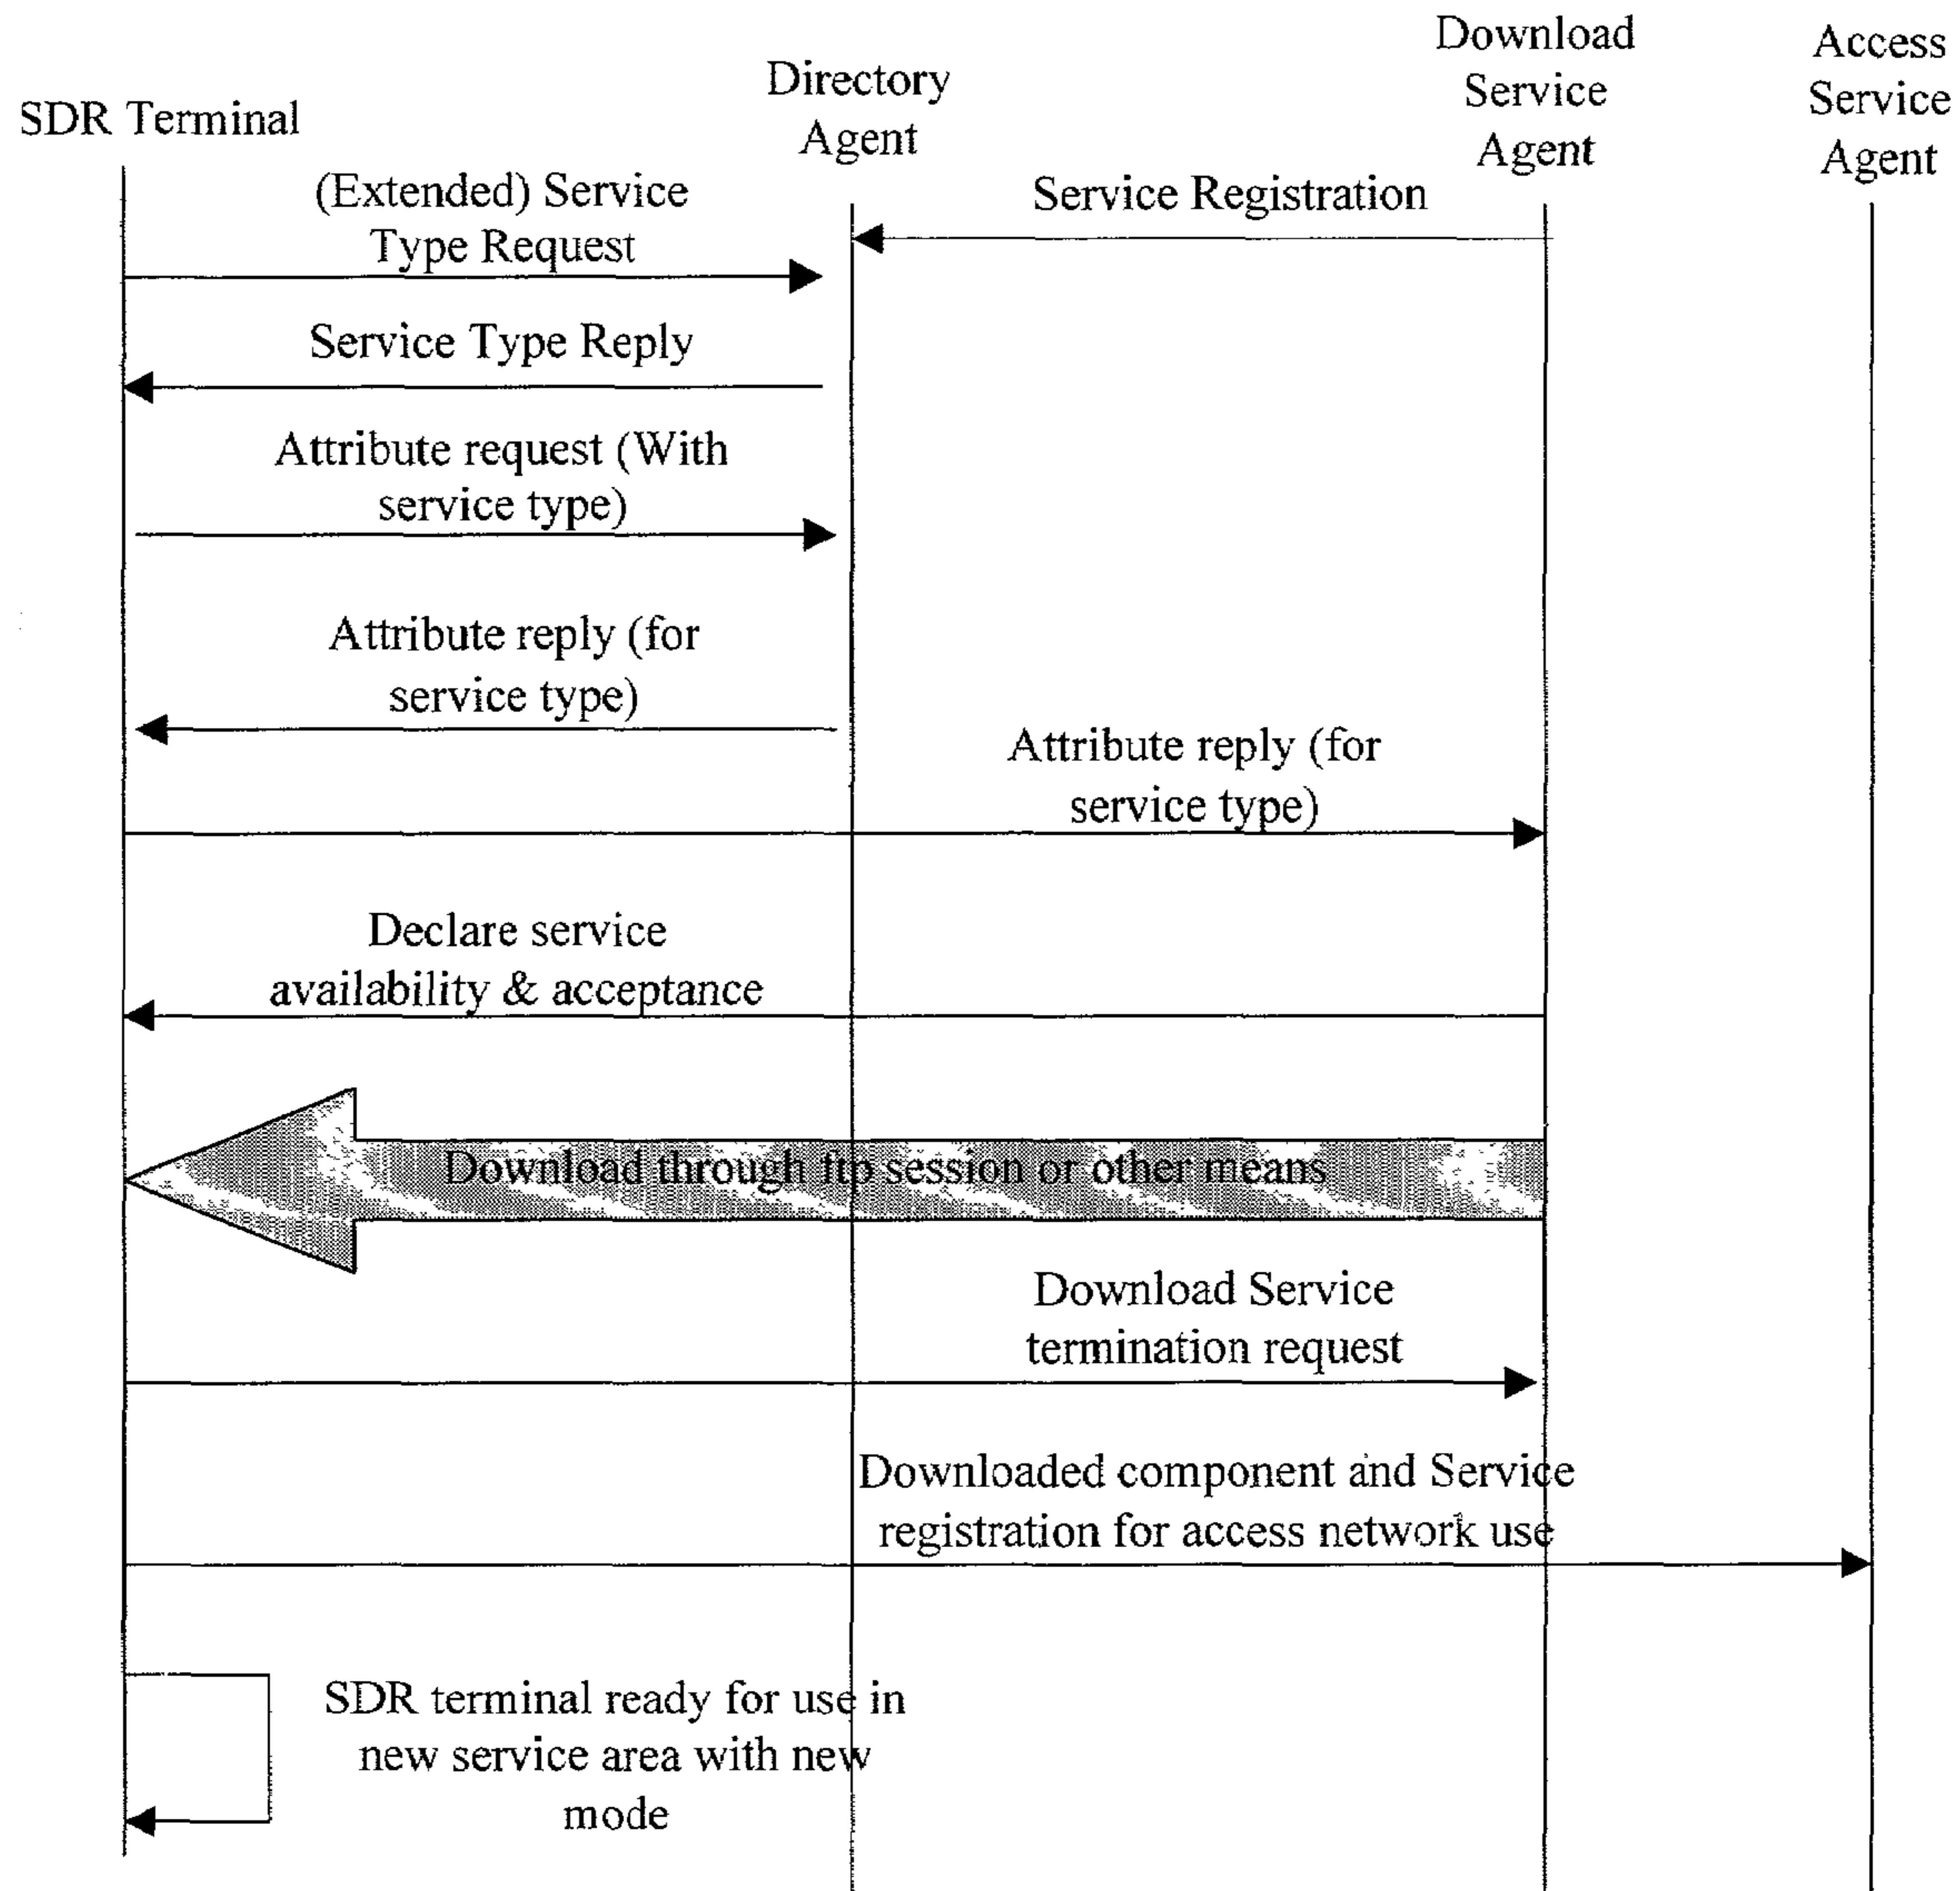 SDR Terminal
Directory
Agent
Download
Service
Agent
Access
Service
Agent
(Extended) Service
Type Request
Service Registration
Service Type Reply
Attribute request (With
service type)
Attribute reply (for
service type)
Attribute reply (for
service type)
Declare service
availability & acceptance
Download through ftp session or other means
Download Service
termination request
Downloaded component and Service
registration for access network use
SDR terminal ready for use in
new service area with new
mode